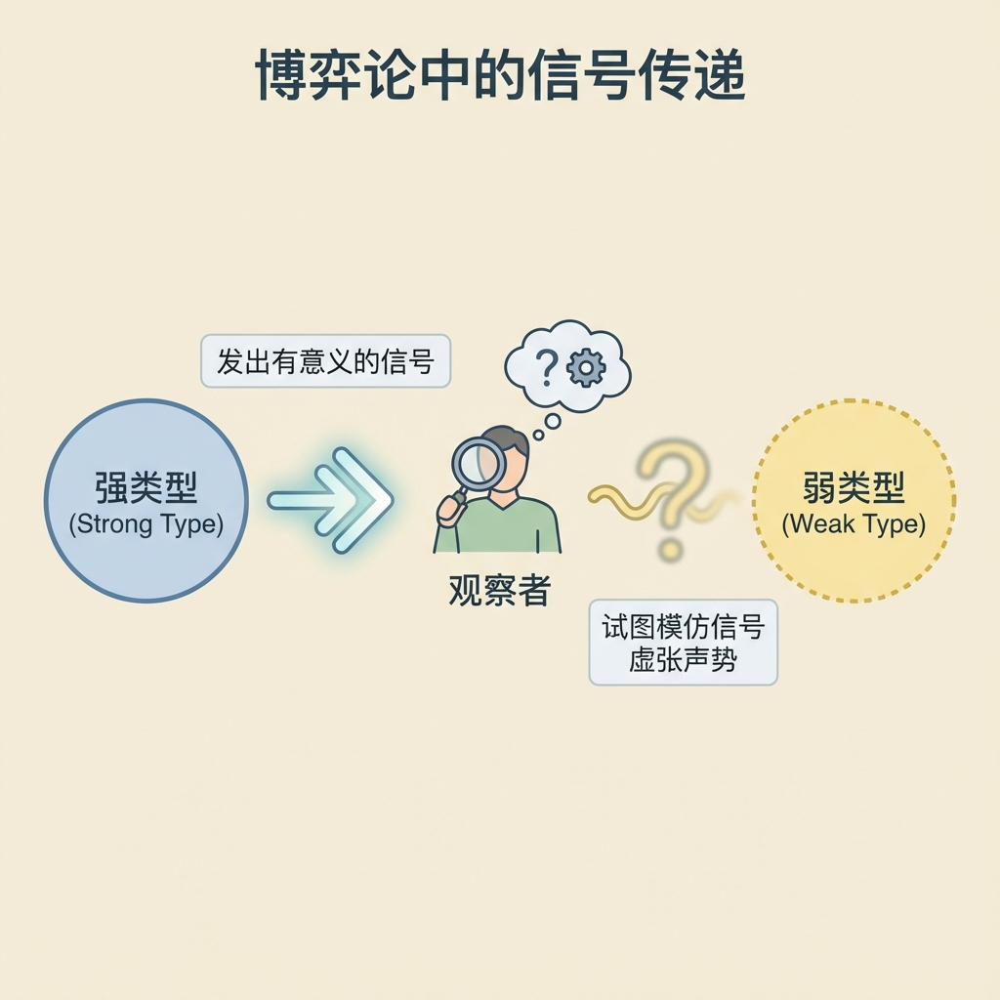 博弈论中的信号传递
发出有意义的信号
?
强类型
(Strong Type)
观察者
?
弱类型
(Weak Type)
试图模仿信号
虚张声势